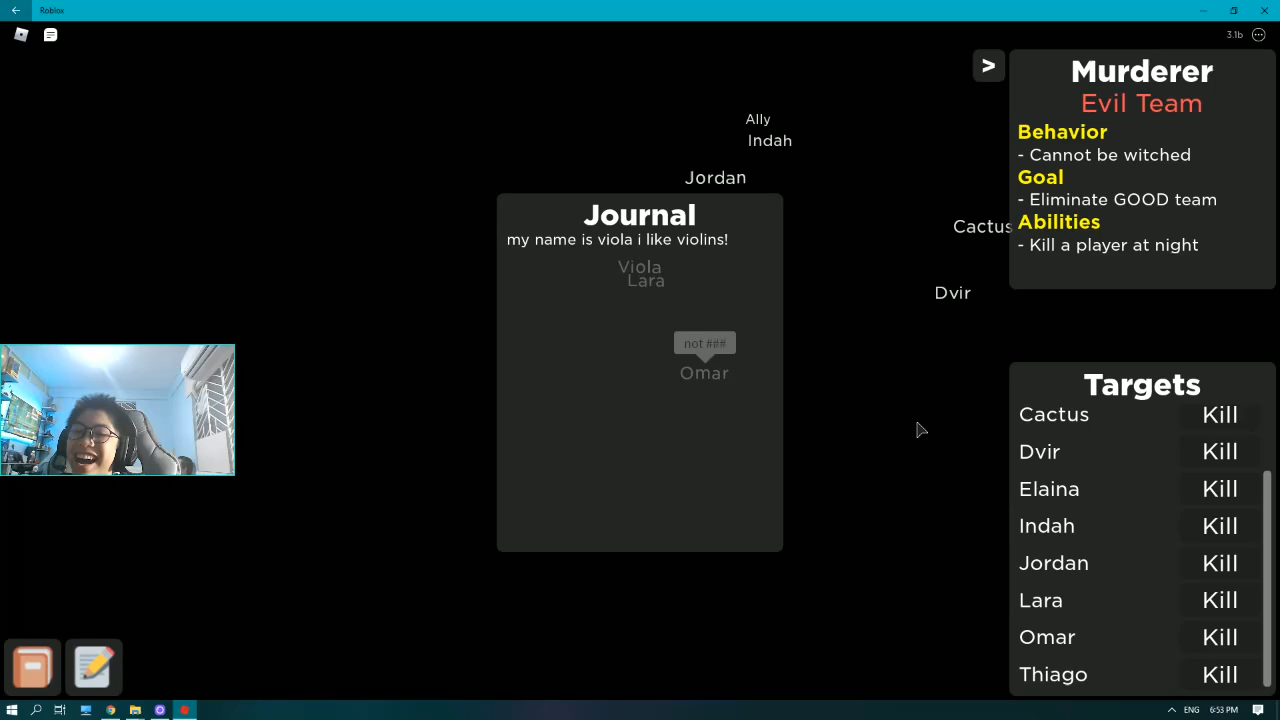 Roblox
3.1b
>
Murderer
Evil Team
Behavior
- Cannot be witched
Goal
- Eliminate GOOD team
Abilities
- Kill a player at night
Ally
Indah
Jordan
Cactus
Dvir
Journal
my name is viola i like violins!
Viola
Lara
not ###
Omar
Targets
Cactus Kill
Dvir Kill
Elaina Kill
Indah Kill
Jordan Kill
Lara Kill
Omar Kill
Thiago Kill
ENG 6:53 PM